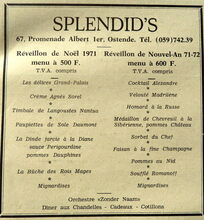 SPLENDID'S
67, Promenade Albert 1er, Ostende. Tel. (059)742.39
Réveillon de Noël 1971
menu à 500 F.
T.V.A. compris
Les délices Grand-Palais
Crème Agnès Sorel
Timbale de Langoustes Nantua
Paupiettes de Sole Daumont
La Dinde farcie à la Diane
sauce Périgourdine
pommes Dauphines
La Bûche des Rois Mages
Mignardises
Réveillon de Nouvel-An 71-72
menu à 600 F.
T.V.A. compris
Cocktail Alexandre
Velouté Madrilène
Homard à la Russe
Médaillon de Chevreuil à la
Sibérienne, pommes Château
Sorbet du Chef
Faisan à la fine Champagne
Pommes au Nid
Soufflé Romanoff
Mignardises
Orchestre «Zonder Naam»
Diner aux Chandelles - Cadeaux - Cotillons